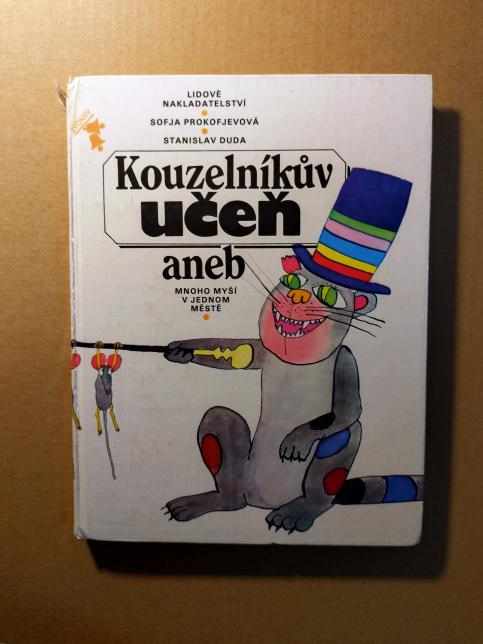 LIDOVÉ
NAKLADATELSTVÍ
SOFJA PROKOFJEVOVÁ
STANISLAV DUDA
Kouzelníkův
učeň
aneb
MNOHO MYŠÍ
V JEDNOM
MĚSTĚ